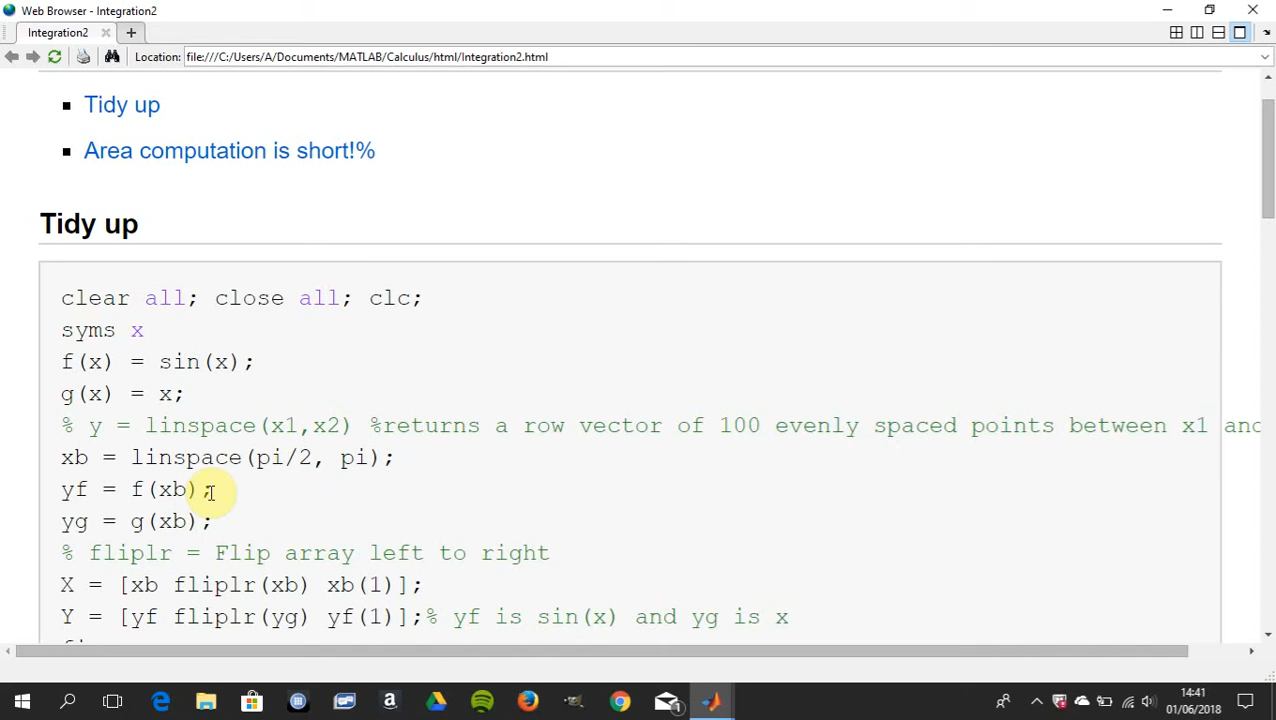 Web Browser - Integration2
Integration2
Location: file:///C:/Users/A/Documents/MATLAB/Calculus/html/Integration2.html
Tidy up
Area computation is short!%
Tidy up
clear all; close all; clc;
syms x
f(x) = sin(x);
g(x) = x;
% y = linspace(x1,x2) %returns a row vector of 100 evenly spaced points between x1 and
xb = linspace(pi/2, pi);
yf = f(xb);
yg = g(xb);
% fliplr = Flip array left to right
X = [xb fliplr(xb) xb(1)];
Y = [yf fliplr(yg) yf(1)];% yf is sin(x) and yg is x
a
1
14:41
01/06/2018